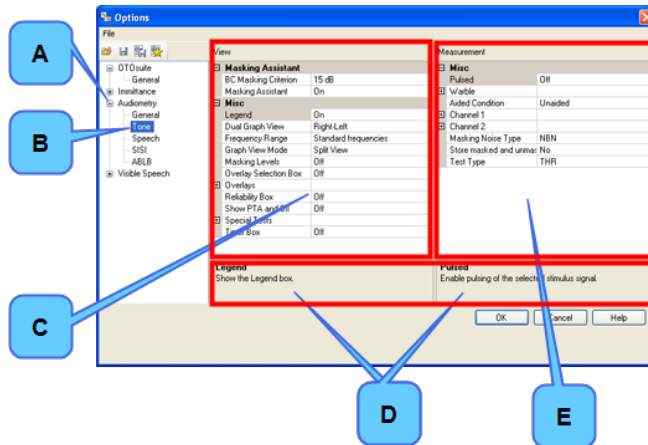 Options
File
A
B
C
D
E
OTOsuite
General
Immittance
Audiometry
General
Tone
Speech
SISI
ABLB
Visible Speech
View
Masking Assistant
BC Masking Criterion 15 dB
Masking Assistant On
Misc
Legend On
Dual Graph View Right-Left
Frequency Range Standard frequencies
Graph View Mode Split View
Masking Levels Off
Overlay Selection Box Off
Overlays
Reliability Box Off
Show PTA and Off
Special Tests
Box Off
Measurement
Misc
Pulsed Off
Warble
Aided Condition Unaided
Channel 1
Channel 2
Masking Noise Type NBN
Store masked and unmas No
Test Type THR
Legend
Show the Legend box.
Pulsed
Enable pulsing of the selected stimulus signal.
OK Cancel Help